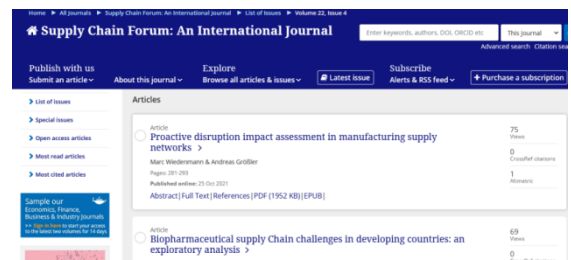 Home ▶ All Journals ▶ Supply Chain Forum: An International Journal ▶ List of Issues ▶ Volume 22, Issue 4
Supply Chain Forum: An International Journal
Enter keywords, authors, DOI, ORCID etc
This journal
Advanced search Citation sea
Publish with us
Explore
Subscribe
Submit an article
About this journal
Browse all articles & issues
Latest issue
Alerts & RSS feed
+ Purchase a subscription
List of issues
Special issues
Open access articles
Most read articles
Most cited articles
Sample our
Economics, Finance,
Business & Industry Journals
>> Sign in here to start your access
to the latest two volumes for 14 days
Articles
Article
Proactive disruption impact assessment in manufacturing supply
networks >
Marc Wiedenmann & Andreas Größler
Pages: 281-293
Published online: 25 Oct 2021
Abstract|Full Text|References|PDF (1952 KB)|EPUB|
75
Views
0
CrossRef citations
1
Altmetric
Article
Biopharmaceutical supply Chain challenges in developing countries: an
exploratory analysis >
69
Views
0